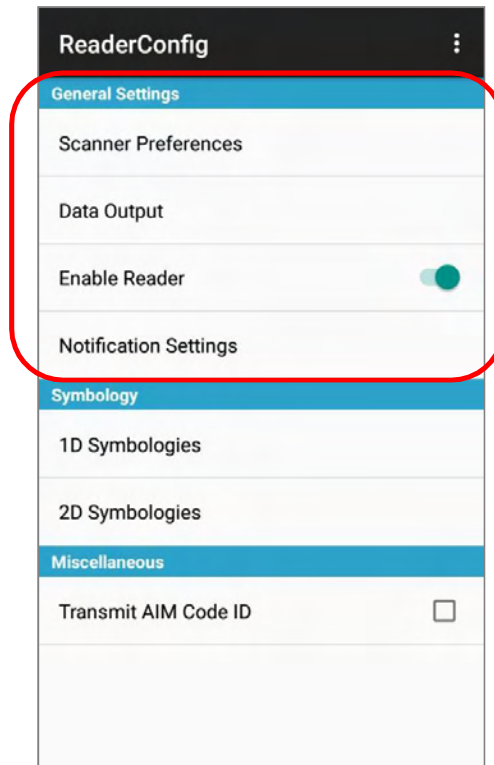 ReaderConfig
General Settings
Scanner Preferences
Data Output
Enable Reader
Notification Settings
Symbology
1D Symbologies
2D Symbologies
Miscellaneous
Transmit AIM Code ID